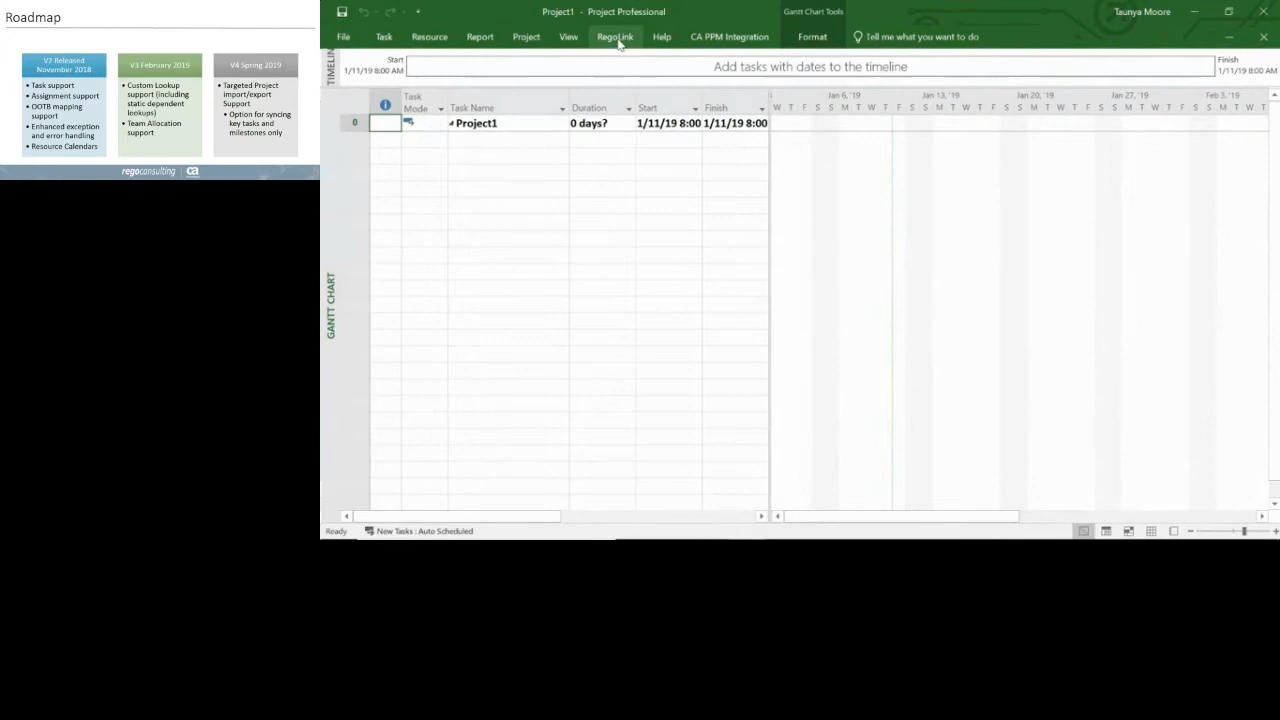 Roadmap
V2 Released
November 2018
• Task support
• Assignment support
• OOTB mapping
support
• Enhanced exception
and error handling
• Resource Calendars
V3 February 2019
• Custom Lookup
support (including
static dependent
lookups)
• Team Allocation
support
V4 Spring 2019
• Targeted Project
import/export
Support
• Option for syncing
key tasks and
milestones only
regoconsulting | ca
Project1 - Project Professional
Gantt Chart Tools
Taunya Moore
File Task Resource Report Project View RegoLink Help CA PPM Integration Format Tell me what you want to do
TIMELIN
Start
1/11/19 8:00 AM
Add tasks with dates to the timeline
Finish
1/11/19 8:00 AM
Task
Mode
Task Name Duration Start Finish
Jan 6, '19 Jan 13, '19 Jan 20, '19 Jan 27, '19 Feb 3, '19
W T F S S M T W T F S S M T W T F S S M T W T F S S M T W T F S S M T W
0 Project1 0 days? 1/11/19 8:00 1/11/19 8:00
GANTT CHART
Ready New Tasks : Auto Scheduled